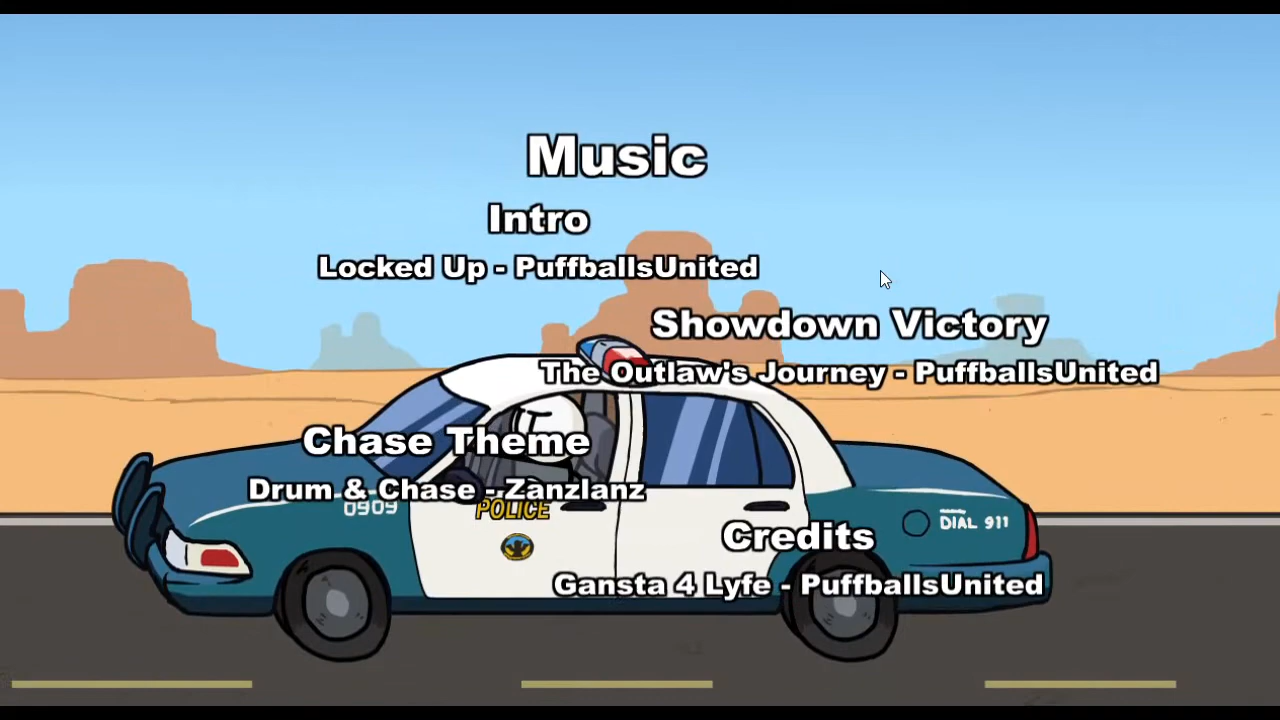 Music
Intro
Locked Up - PuffballsUnited
Showdown Victory
The Outlaw's Journey - PuffballsUnited
Chase Theme
Drum & Chase - Zanzlanz
0909
POLICE
DIAL 911
Credits
Gansta 4 Lyfe - PuffballsUnited